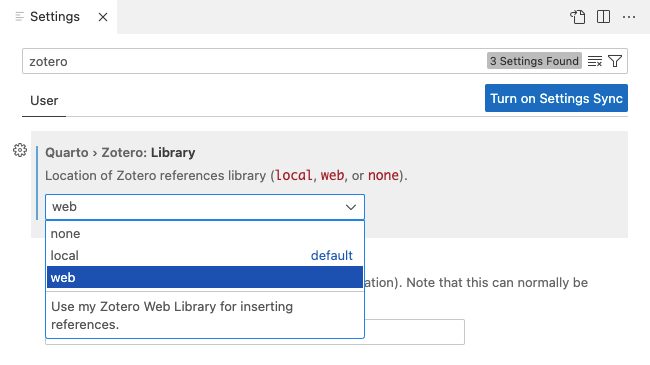 Settings
zotero
3 Settings Found
User
Turn on Settings Sync
Quarto › Zotero: Library
Location of Zotero references library (local, web, or none).
web
none
local default
web
ation). Note that this can normally be
Use my Zotero Web Library for inserting
references.